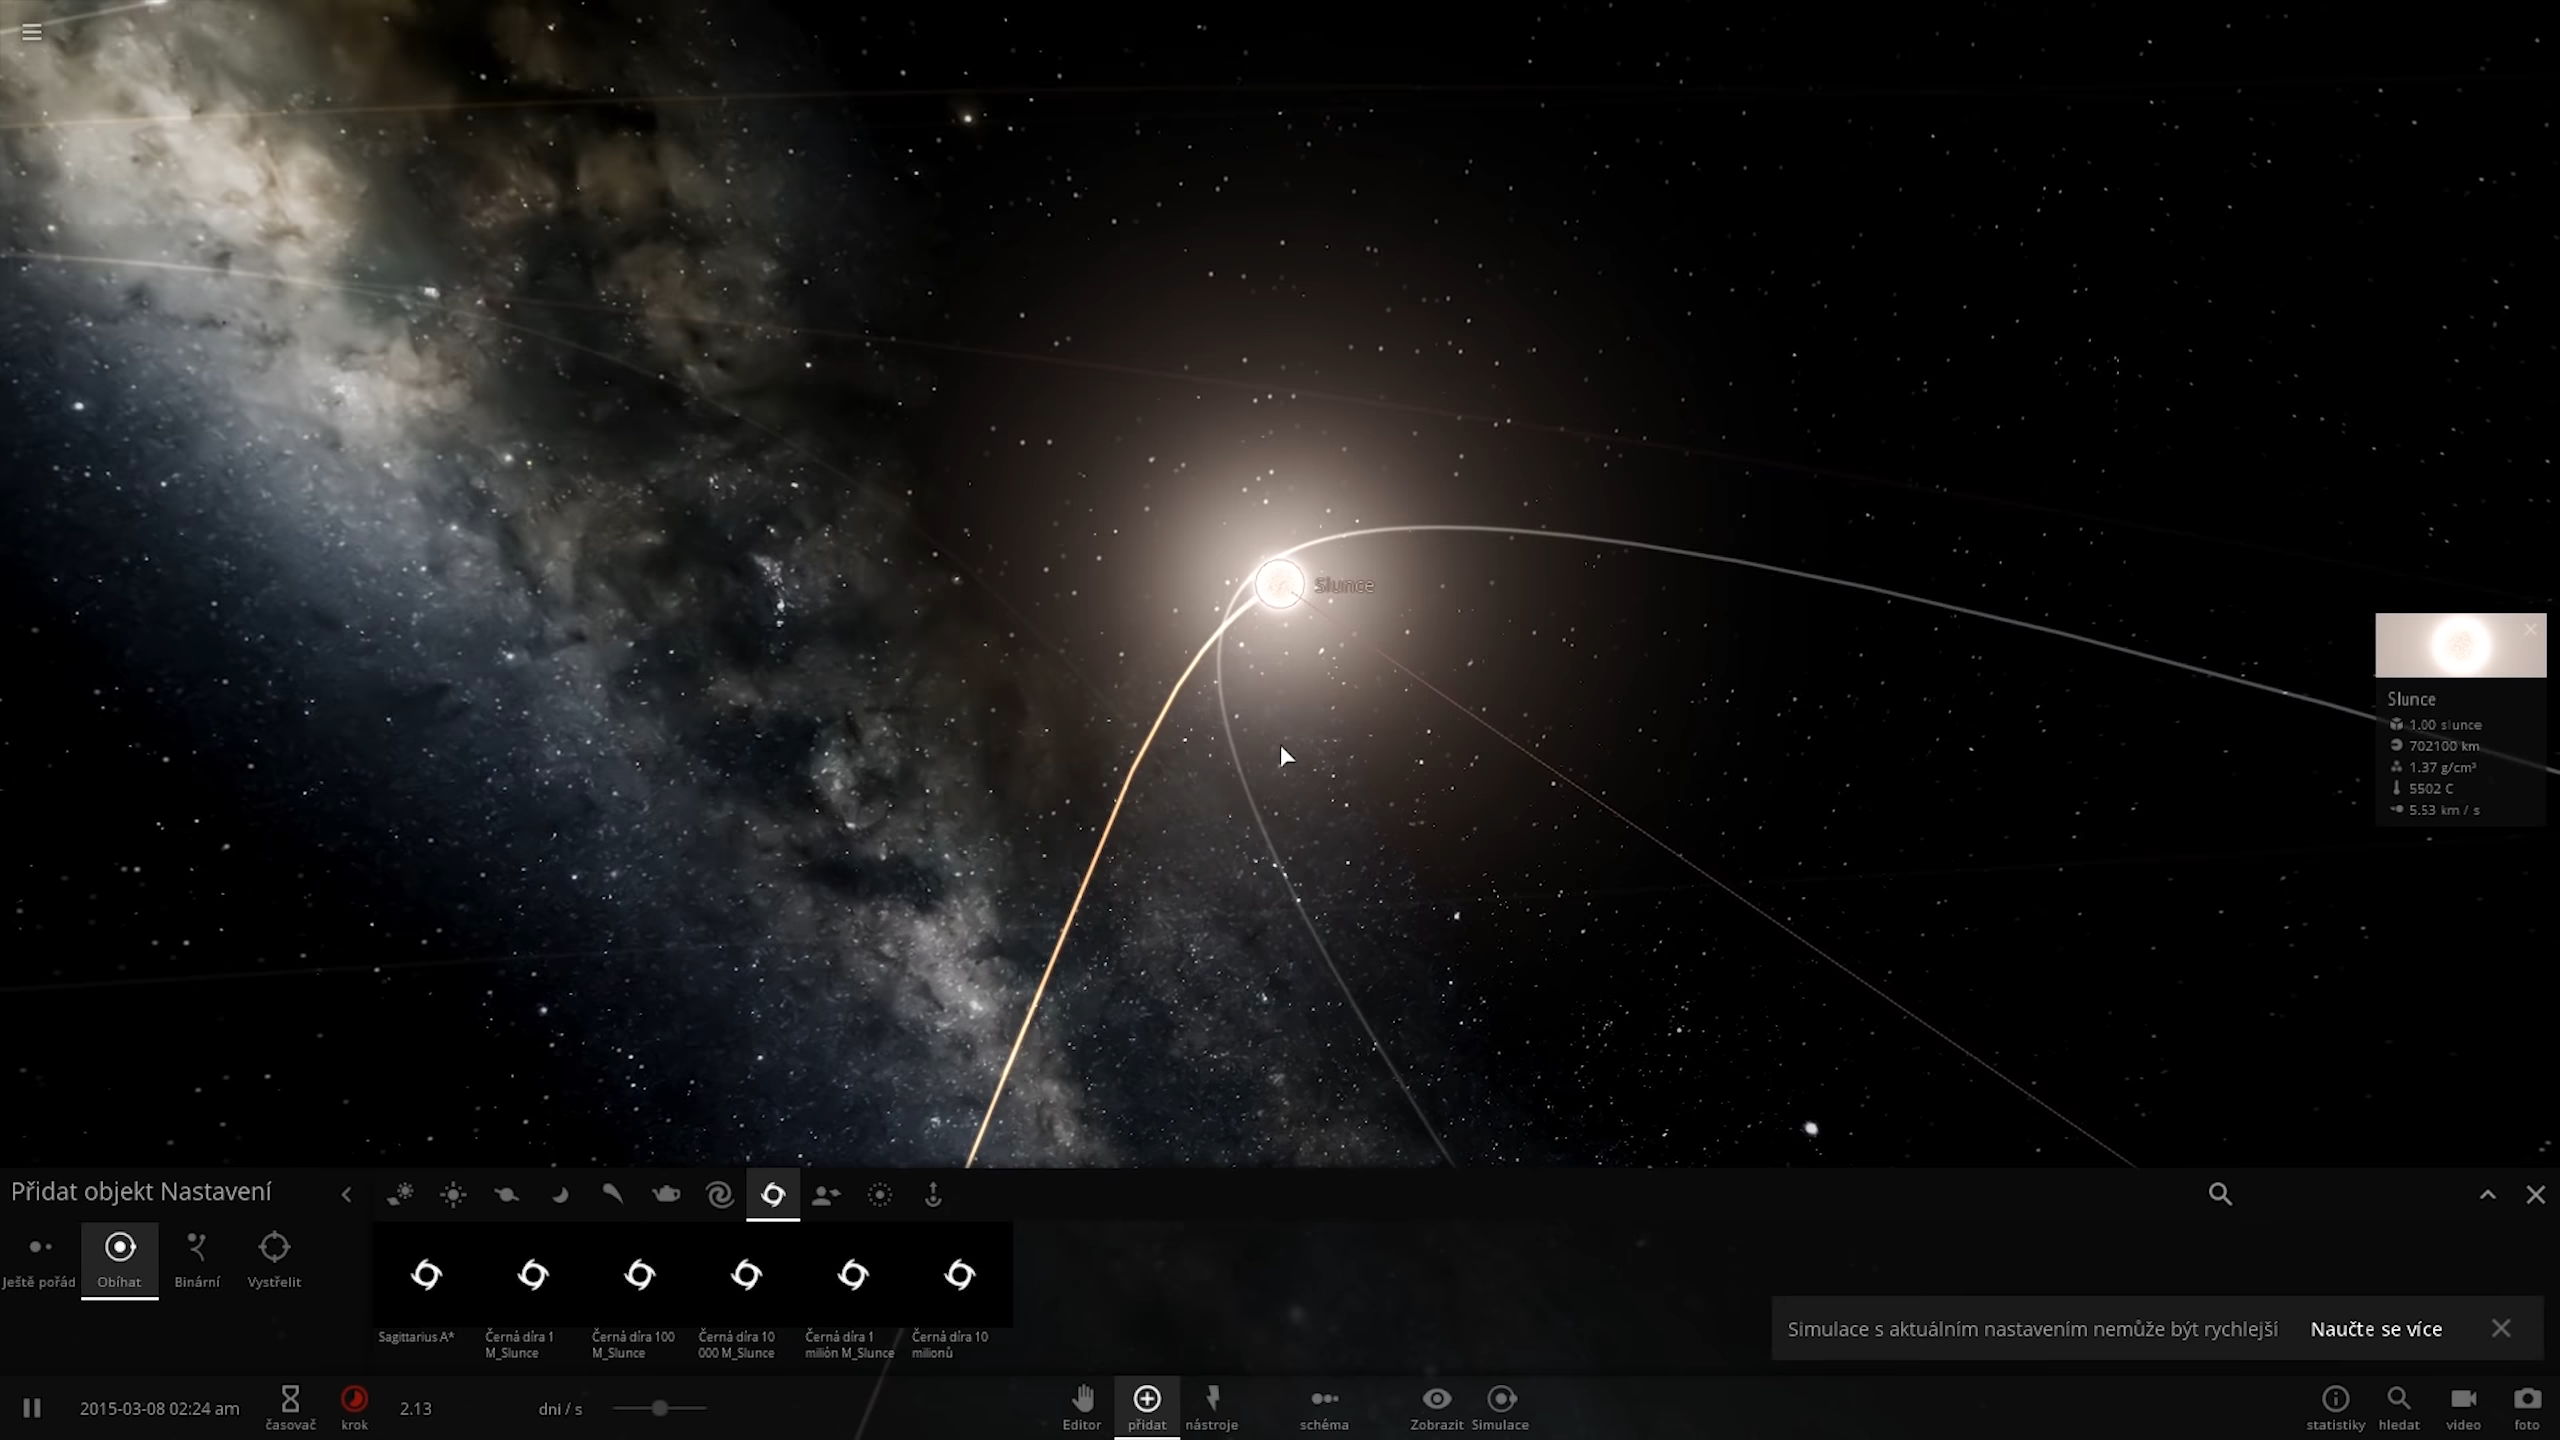 Slunce
Slunce
1.00 slunce
702100 km
1.37 g/cm³
5502 C
5.53 km / s
Přidat objekt Nastavení
Ještě pořád
Obíhat
Binární
Vystřelit
Sagittarius A*
Černá díra 1
M_Slunce
Černá díra 100
M_Slunce
Černá díra 10
000 M_Slunce
Černá díra 1
milión M_Slunce
Černá díra 10
milionů
Simulace s aktuálním nastavením nemůže být rychlejší
Naučte se více
2015-03-08 02:24 am
časovač
krok
2.13
dni / s
Editor
přidat
nástroje
schéma
Zobrazit
Simulace
statistiky
hledat
video
foto